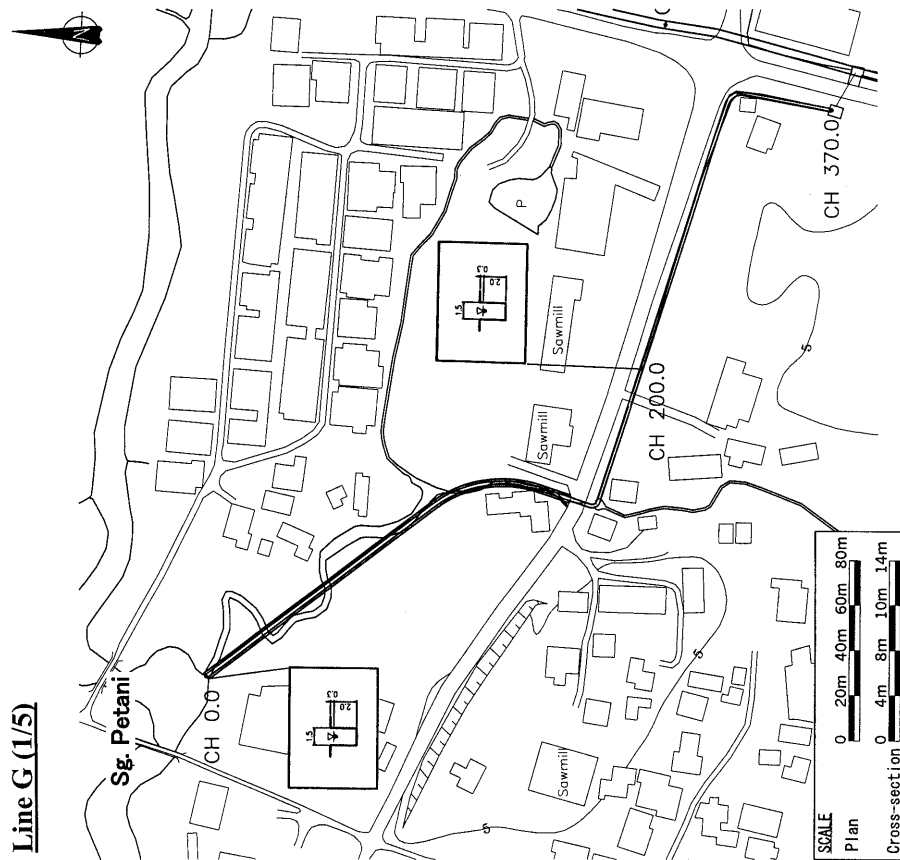 Line G (1/5)
N
Sg. Petani
CH 0.0
1.5
0.3
2.0
P
1.5
0.3
2.0
Sawmill
Sawmill
CH 200.0
CH 370.0
5
5
5
Sawmill
SCALE
Plan
0 20m 40m 60m 80m
Cross-section
0 4m 8m 10m 14m